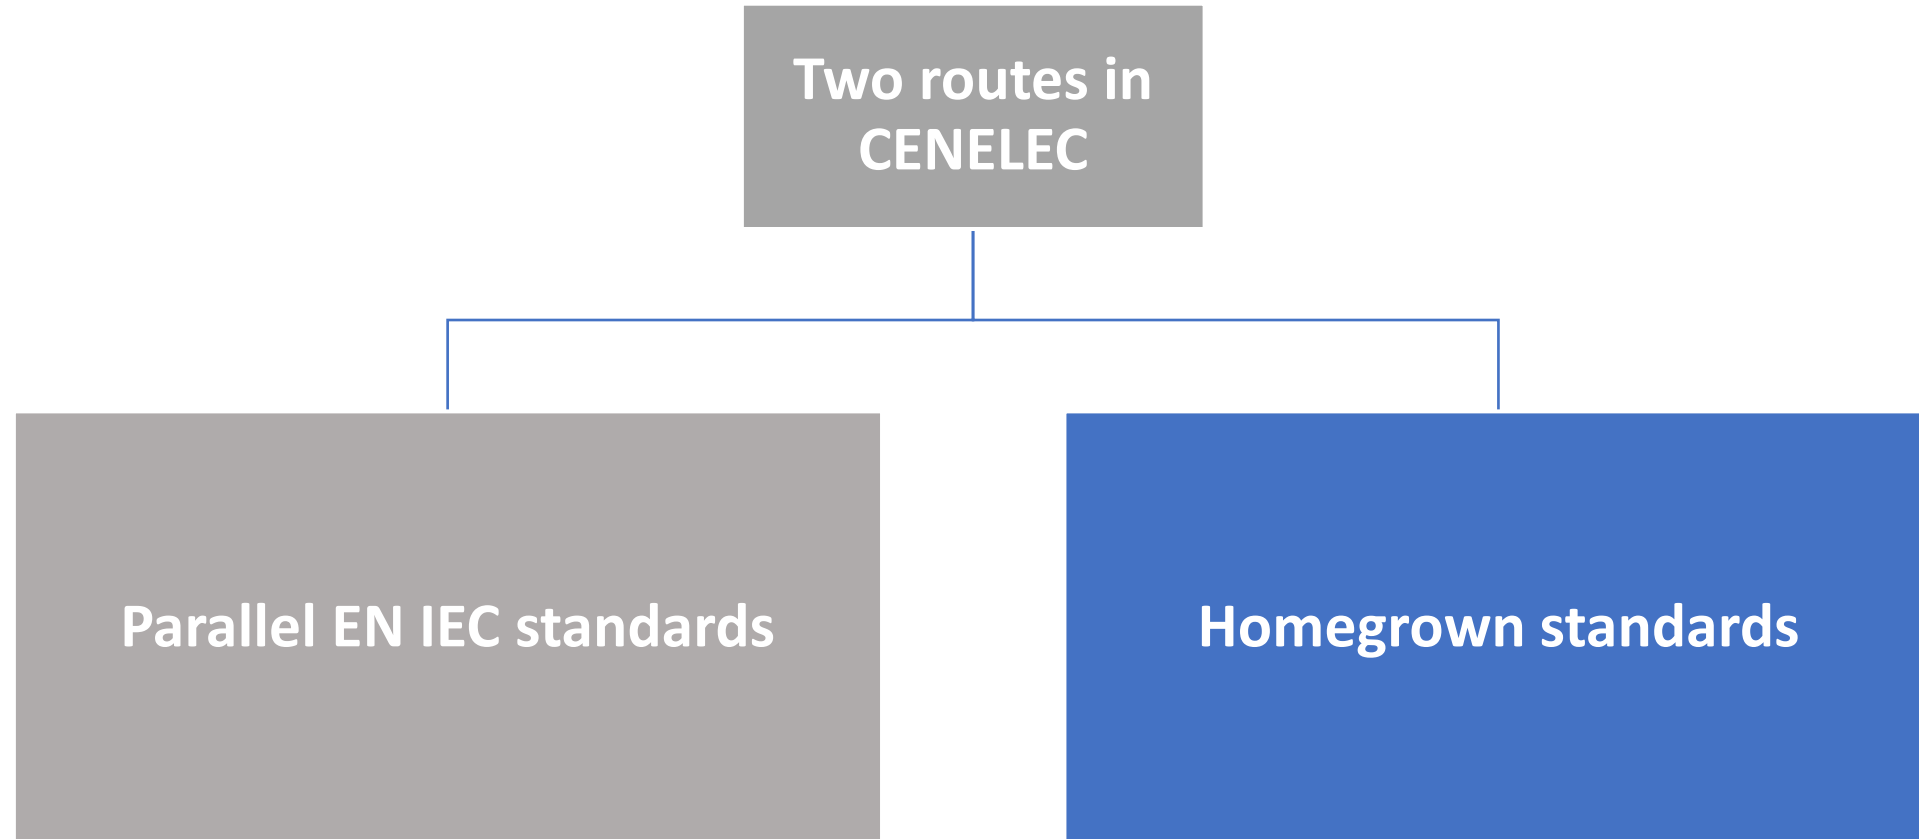 Two routes in
CENELEC
Parallel EN IEC standards
Homegrown standards